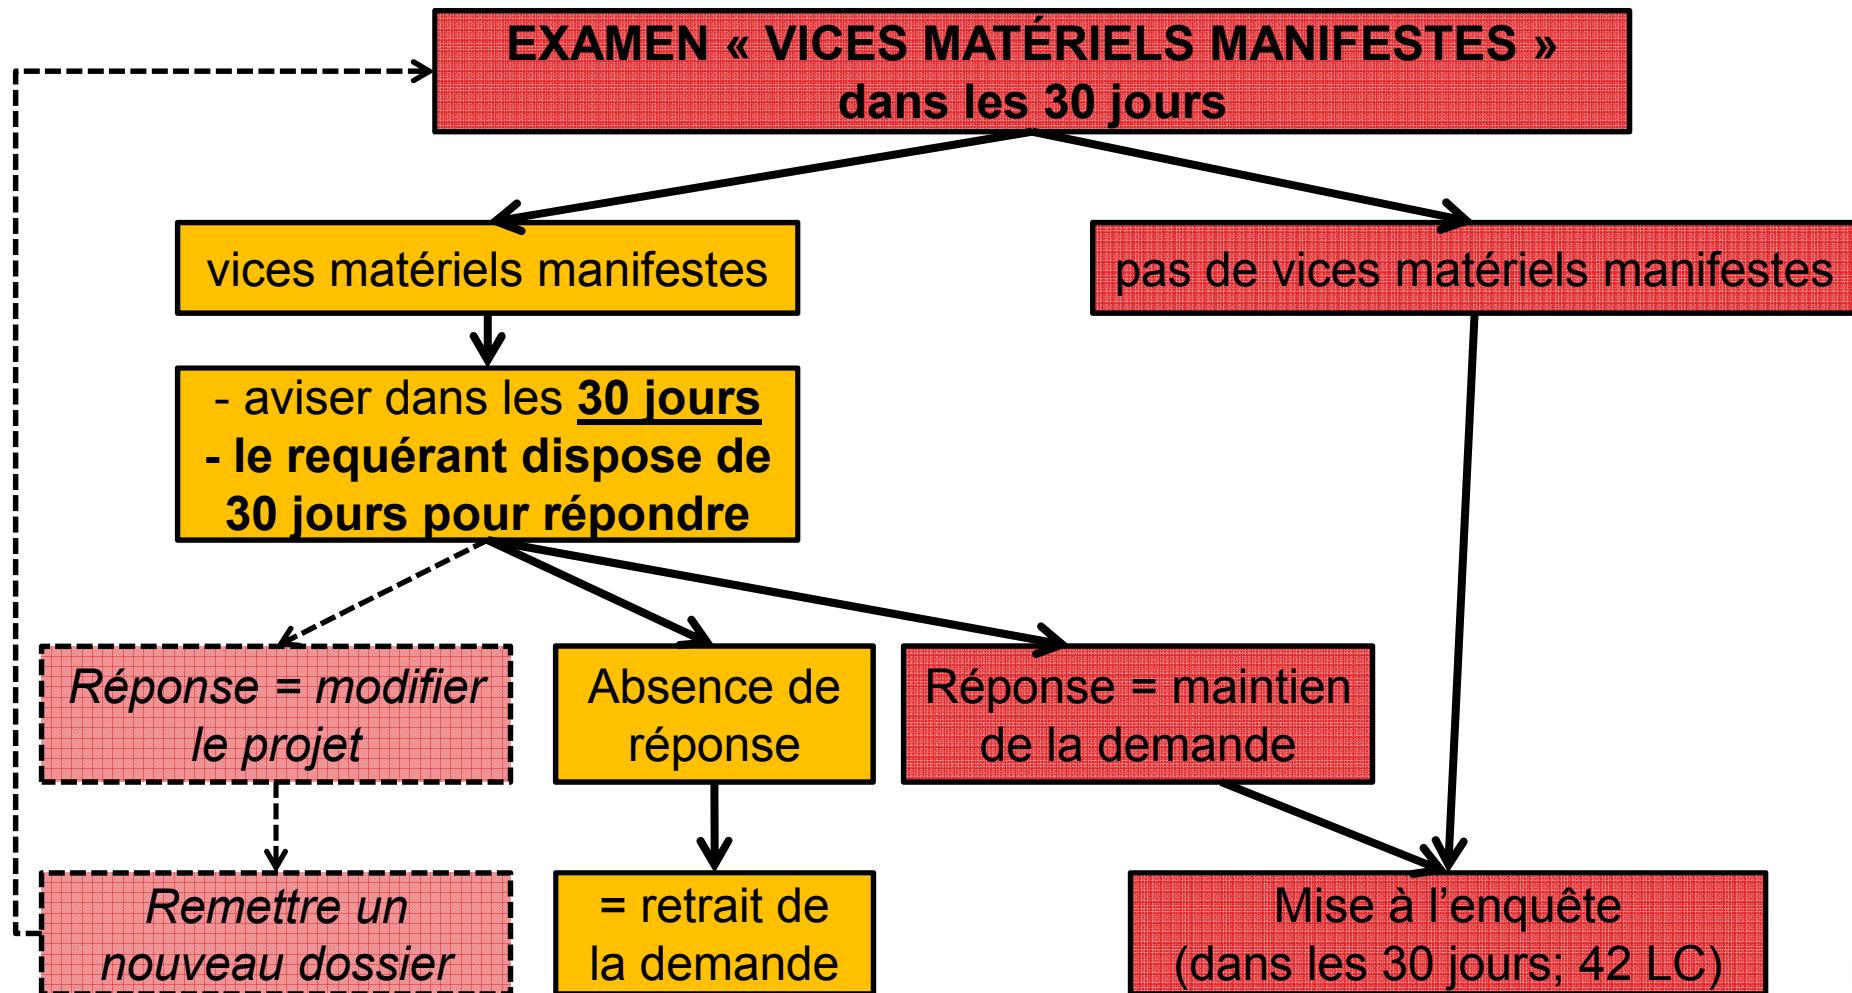 EXAMEN « VICES MATÉRIELS MANIFESTES »
dans les 30 jours
vices matériels manifestes
pas de vices matériels manifestes
- aviser dans les 30 jours
- le requérant dispose de
30 jours pour répondre
Réponse = modifier
le projet
Absence de
réponse
Réponse = maintien
de la demande
Remettre un
nouveau dossier
= retrait de
la demande
Mise à l’enquête
(dans les 30 jours; 42 LC)